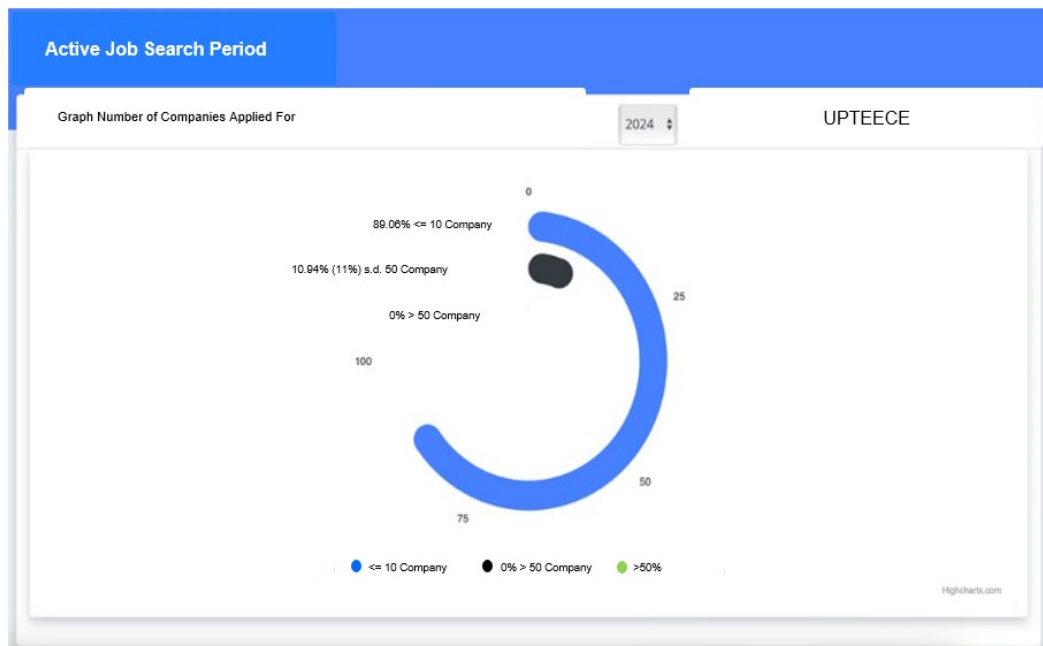 Active Job Search Period
Graph Number of Companies Applied For
2024
UPTEECE
0
89.06% <= 10 Company
10.94% (11%) s.d. 50 Company
0% > 50 Company
25
100
50
75
<= 10 Company
0% > 50 Company
>50%
Highcharts.com